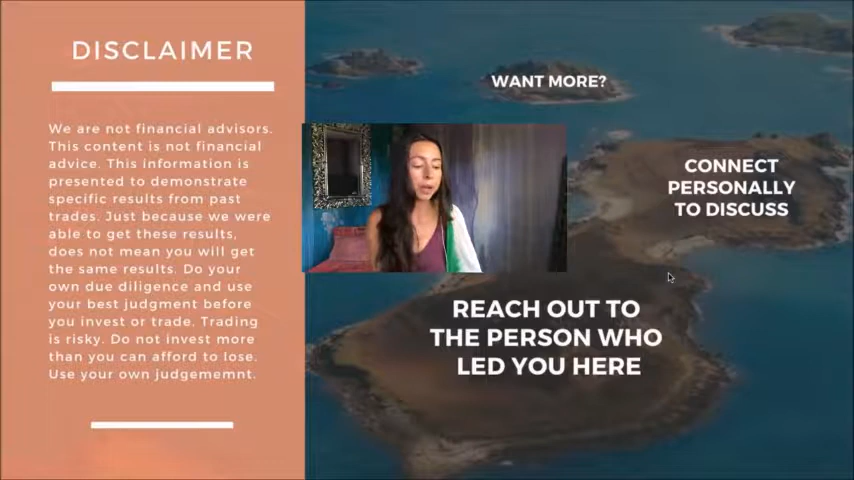 DISCLAIMER
We are not financial advisors.
This content is not financial
advice. This information is
presented to demonstrate
specific results from past
trades. Just because we were
able to get these results,
does not mean you will get
the same results. Do your
own due diligence and use
your best judgment before
you invest or trade. Trading
is risky. Do not invest more
than you can afford to lose.
Use your own judgememnt.
WANT MORE?
CONNECT
PERSONALLY
TO DISCUSS
REACH OUT TO
THE PERSON WHO
LED YOU HERE